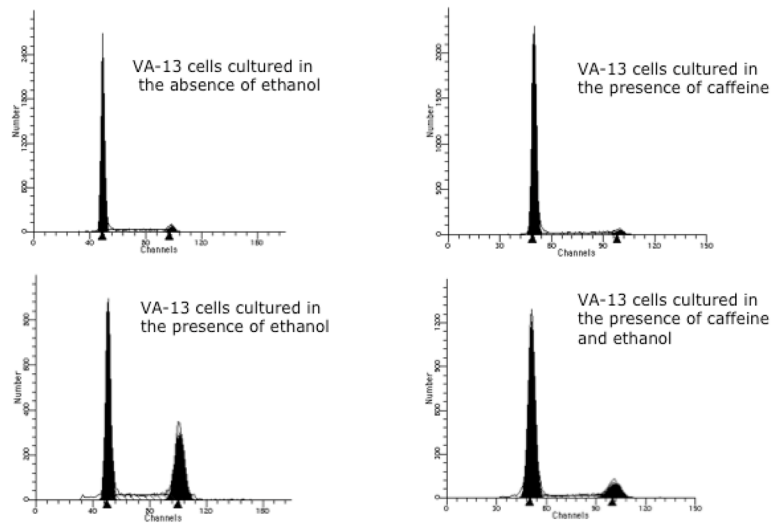 VA-13 cells cultured in
the absence of ethanol
2400
1800
1200
600
0
Number
0 40 80 120 160
Channels
VA-13 cells cultured in
the presence of caffeine
2000
1500
1000
500
0
Number
0 30 60 90 120 150
Channels
VA-13 cells cultured in
the presence of ethanol
800
600
400
200
0
Number
0 40 80 120 160
Channels
VA-13 cells cultured in
the presence of caffeine
and ethanol
1200
900
600
300
0
Number
0 30 60 90 120 150
Channels